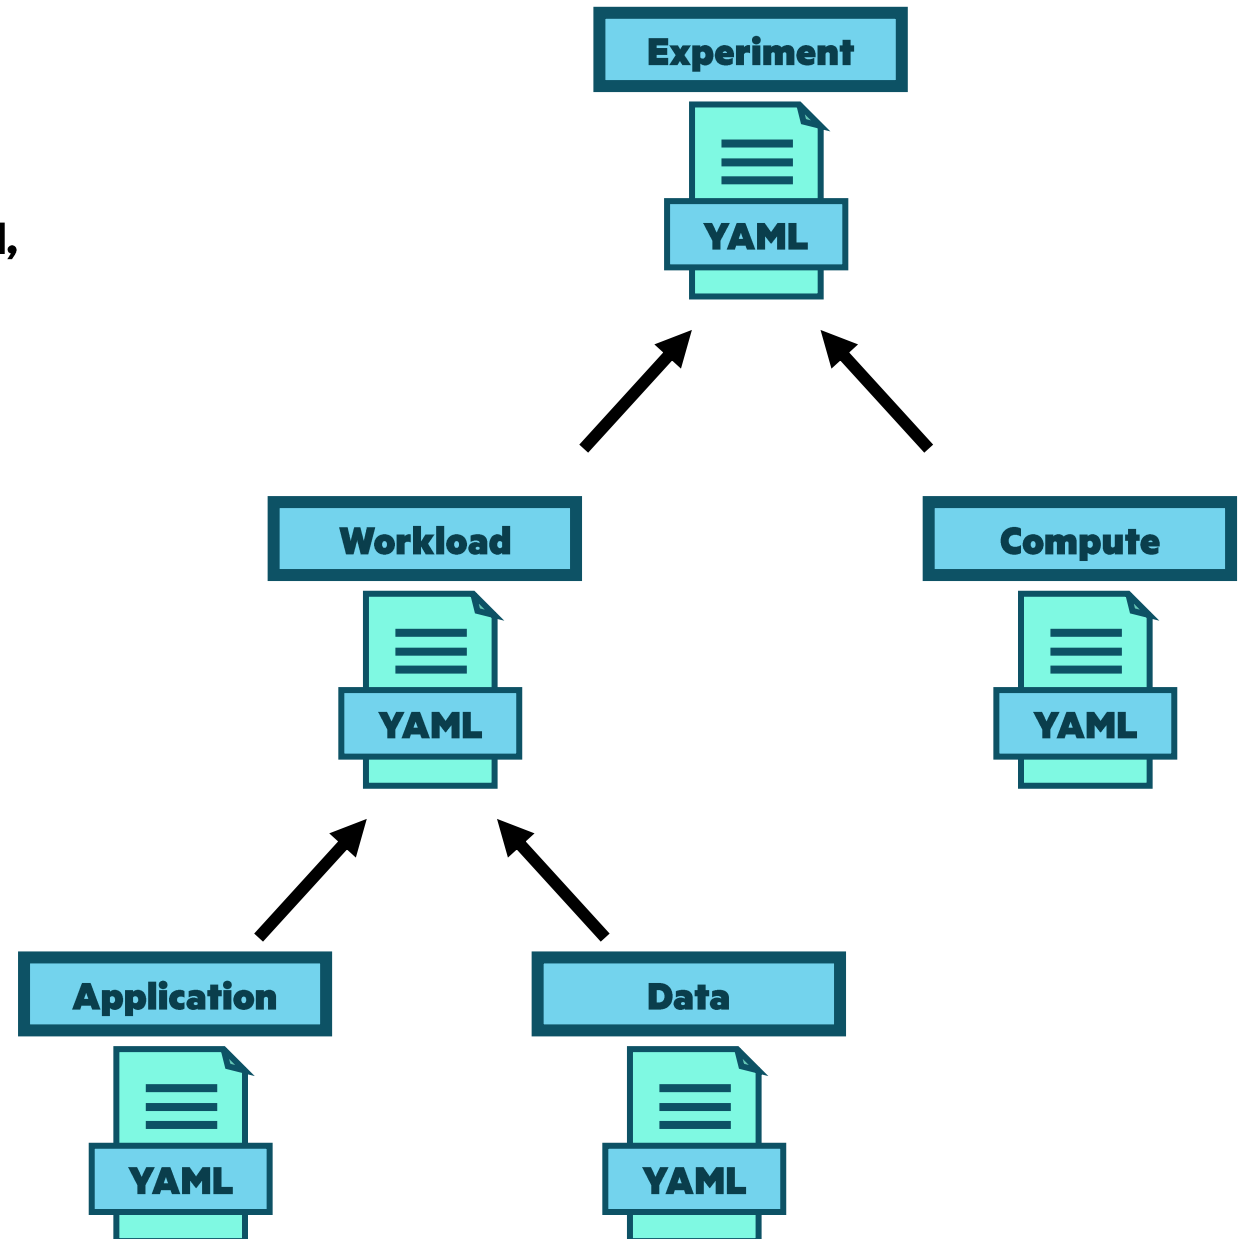 Experiment
YAML
Workload
Compute
YAML
YAML
Application
Data
YAML
YAML